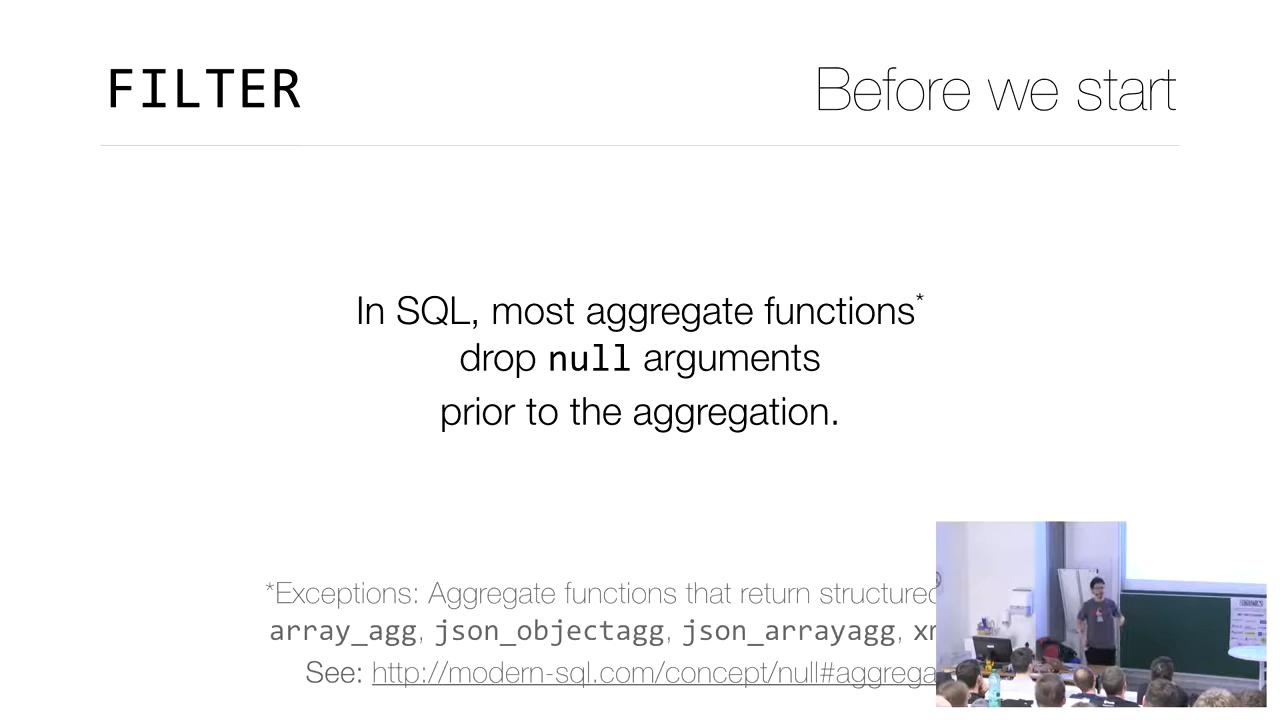 FILTER Before we start
In SQL, most aggregate functions*
drop null arguments
prior to the aggregation.
*Exceptions: Aggregate functions that return structured
array_agg, json_objectagg, json_arrayagg,
See: http://modern-sql.com/concept/null#aggrega